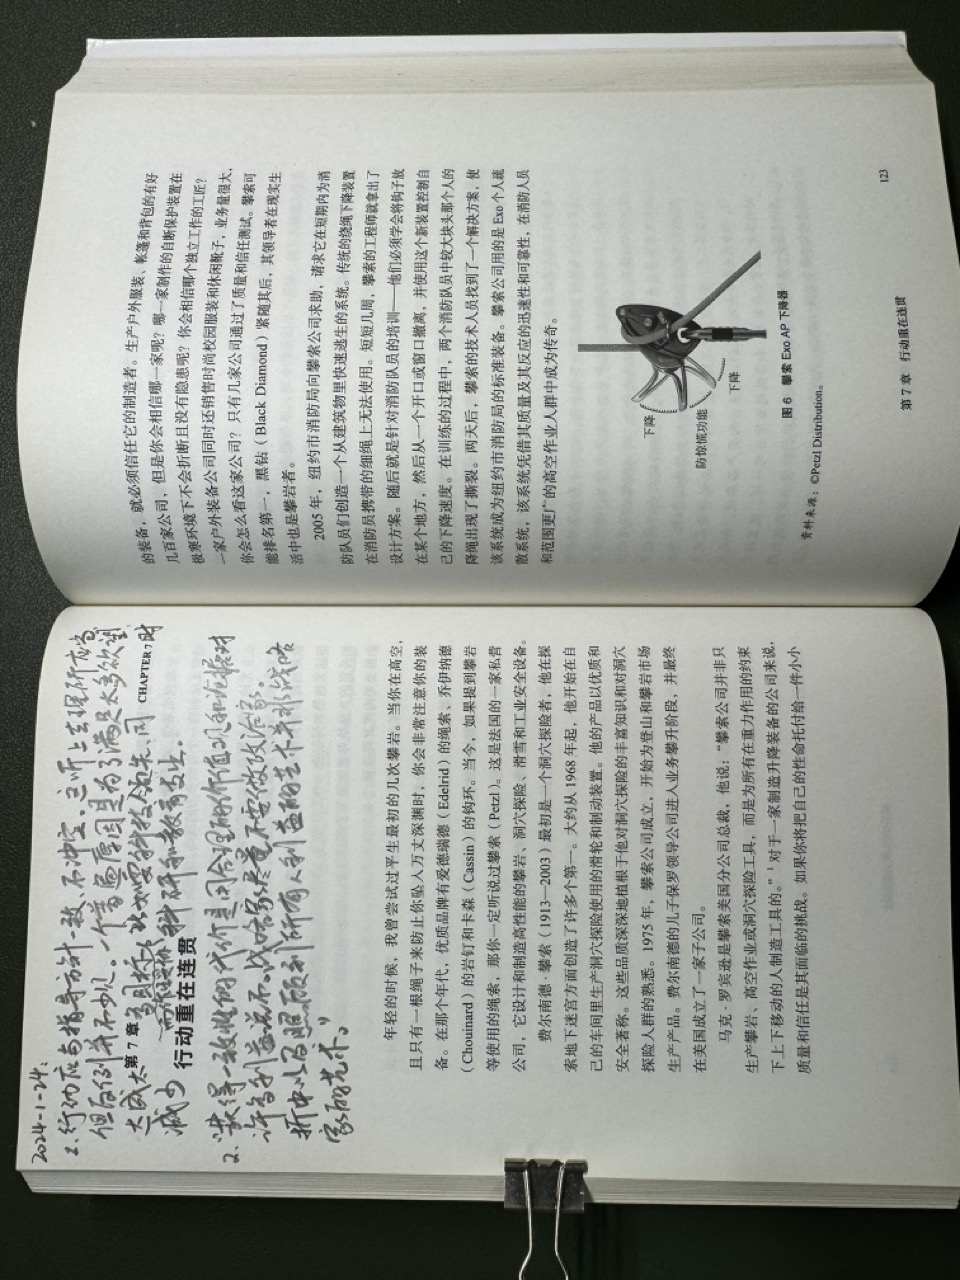 2024-1-24:
1.行动应与指导方针一致、不冲突。这听上去理所应当
但反例并不少见。一个普遍原因是为了满足太多欲望
达成太
第 7 章
多目标
比如要科技领先、同
CHAPTER 7
时
减少
而作出妥协
科研和教育支出。
行动重在连贯
2.“获得一致性的代价是用合理的价值观和论据对
许多利益说不。战略家尽量不要做政治家。
折中以及照顾到所有人利益的艺术并非战略
家的艺术。”
年轻的时候，我曾尝试过平生最初的几次攀岩。当你在高空，
且只有一根绳子来防止你坠入万丈深渊时，你会非常注意你的装
备。在那个年代，优质品牌有爱德瑞德（Edelrid）的绳索、乔伊纳德
（Chouinard）的岩钉和卡森（Cassin）的钩环。当今，如果提到攀岩
等使用的绳索，那你一定听说过攀索（Petzl）。这是法国的一家私营
公司，它设计和制造高性能的攀岩、洞穴探险、滑雪和工业安全设备。
费尔南德·攀索（1913—2003）最初是一个洞穴探险者，他在探
索地下迷宫方面创造了许多个第一。大约从 1968 年起，他开始在自
己的车间里生产洞穴探险使用的滑轮和制动装置。他的产品以优质和
安全著称。这些品质深深地植根于他对洞穴探险的丰富知识和对洞穴
探险人群的熟悉。1975 年，攀索公司成立，开始为登山和攀岩市场
生产产品。费尔南德的儿子保罗领导公司进入业务攀升阶段，并最终
在美国成立了一家子公司。
马克·罗宾逊是攀索美国分公司总裁，他说：“攀索公司并非只
生产攀岩、高空作业或洞穴探险工具，而是为所有在重力作用的约束
下上下移动的人制造工具的。”1 对于一家制造升降装备的公司来说，
质量和信任是其面临的挑战。如果你将把自己的性命托付给一件小小
的装备，就必须信任它的制造者。生产户外服装、帐篷和背包的有好
几百家公司，但是你会相信哪一家呢？哪一家制作的自断保护装置在
极寒环境下不会折断且没有隐患呢？你会相信哪个独立工作的工匠？
一家户外装备公司同时还销售时尚校园服装和休闲靴子，业务量很大，
你会怎么看这家公司？只有几家公司通过了质量和信任测试。攀索可
能排名第一，黑钻（Black Diamond）紧随其后，其领导者在现实生
活中也是攀岩者。
2005 年，纽约市消防局向攀索公司求助，请求它在短期内为消
防队员们创造一个从建筑物里快速逃生的系统。传统的绕绳下降装置
在消防员携带的细绳上无法使用。短短几周，攀索的工程师就拿出了
设计方案。随后就是针对消防队员的培训——他们必须学会将钩子放
在某个地方，然后从一个开口或窗口撤离，并使用这个新装置控制自
己的下降速度。在训练的过程中，两个消防队员中较大块头那个人的
降绳出现了撕裂。两天后，攀索的技术人员找到了一个解决方案，使
该系统成为纽约市消防局的标准装备。攀索公司用的是 Exo 个人疏
散系统，该系统凭借其质量及其反应的迅速性和可靠性，在消防人员
和范围更广的高空作业人群中成为传奇。
下降
防惊慌功能
下降
图 6 攀索 Exo AP 下降器
资料来源：©Petzl Distribution。
123
第 7 章 行动重在连贯